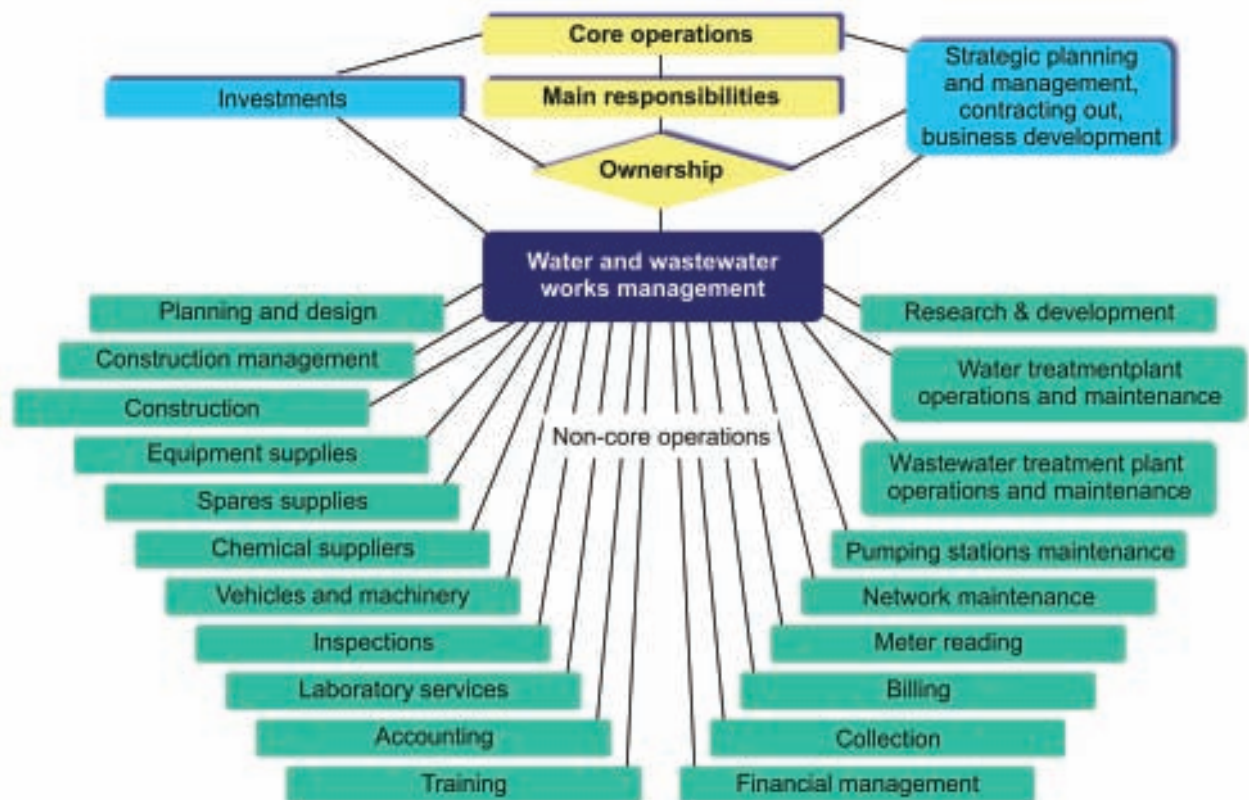 Core operations
Main responsibilities
Ownership
Investments
Strategic planning
and management,
contracting out,
business development
Water and wastewater
works management
Non-core operations
Planning and design
Construction management
Construction
Equipment supplies
Spares supplies
Chemical suppliers
Vehicles and machinery
Inspections
Laboratory services
Accounting
Training
Research & development
Water treatmentplant
operations and maintenance
Wastewater treatment plant
operations and maintenance
Pumping stations maintenance
Network maintenance
Meter reading
Billing
Collection
Financial management